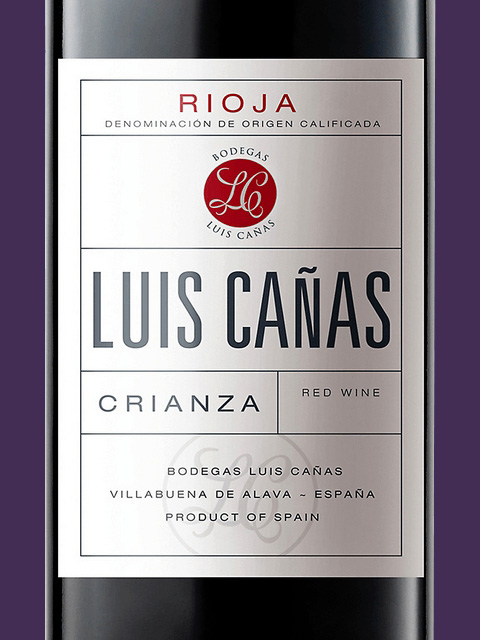 RIOJA
DENOMINACIÓN DE ORIGEN CALIFICADA
BODEGAS
LC
LUIS CAÑAS
LUIS CAÑAS
CRIANZA
RED WINE
BODEGAS LUIS CAÑAS
VILLABUENA DE ALAVA ~ ESPAÑA
PRODUCT OF SPAIN